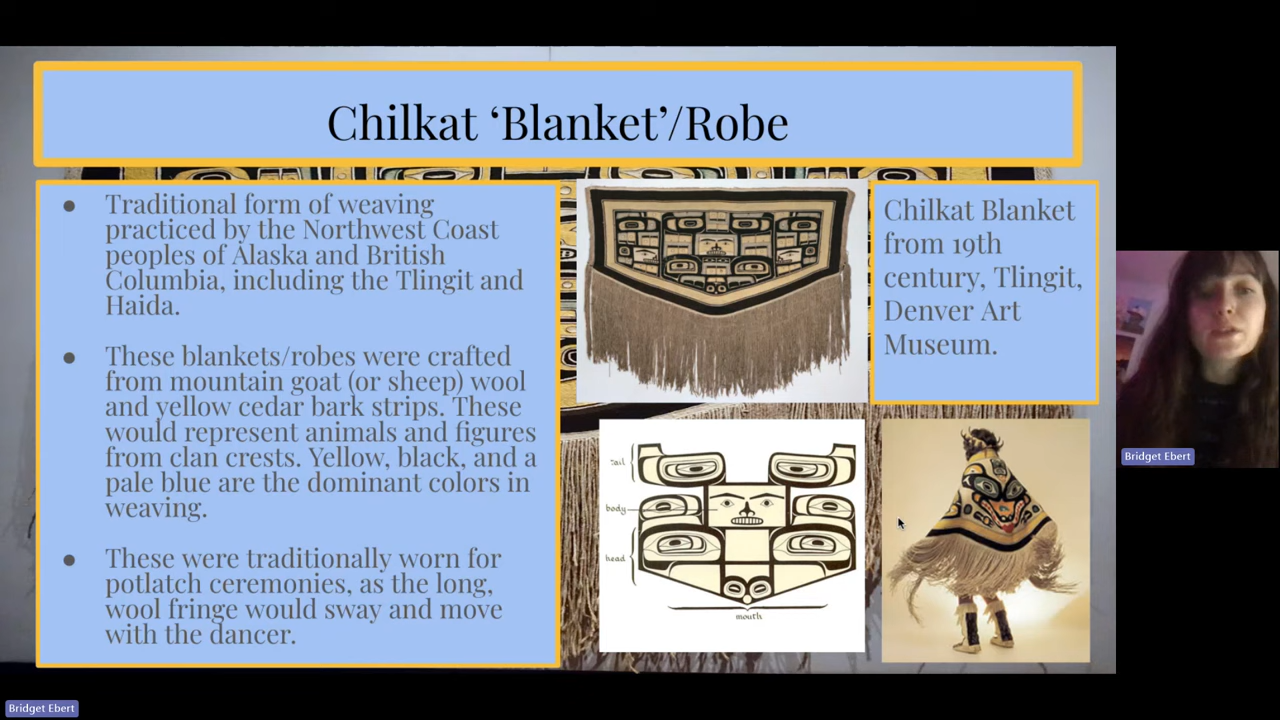 Chilkat ‘Blanket’/Robe
● Traditional form of weaving
practiced by the Northwest Coast
peoples of Alaska and British
Columbia, including the Tlingit and
Haida.
● These blankets/robes were crafted
from mountain goat (or sheep) wool
and yellow cedar bark strips. These
would represent animals and figures
from clan crests. Yellow, black, and a
pale blue are the dominant colors in
weaving.
● These were traditionally worn for
potlatch ceremonies, as the long,
wool fringe would sway and move
with the dancer.
Chilkat Blanket
from 19th
century, Tlingit,
Denver Art
Museum.
tail
body
head
mouth
Bridget Ebert
Bridget Ebert